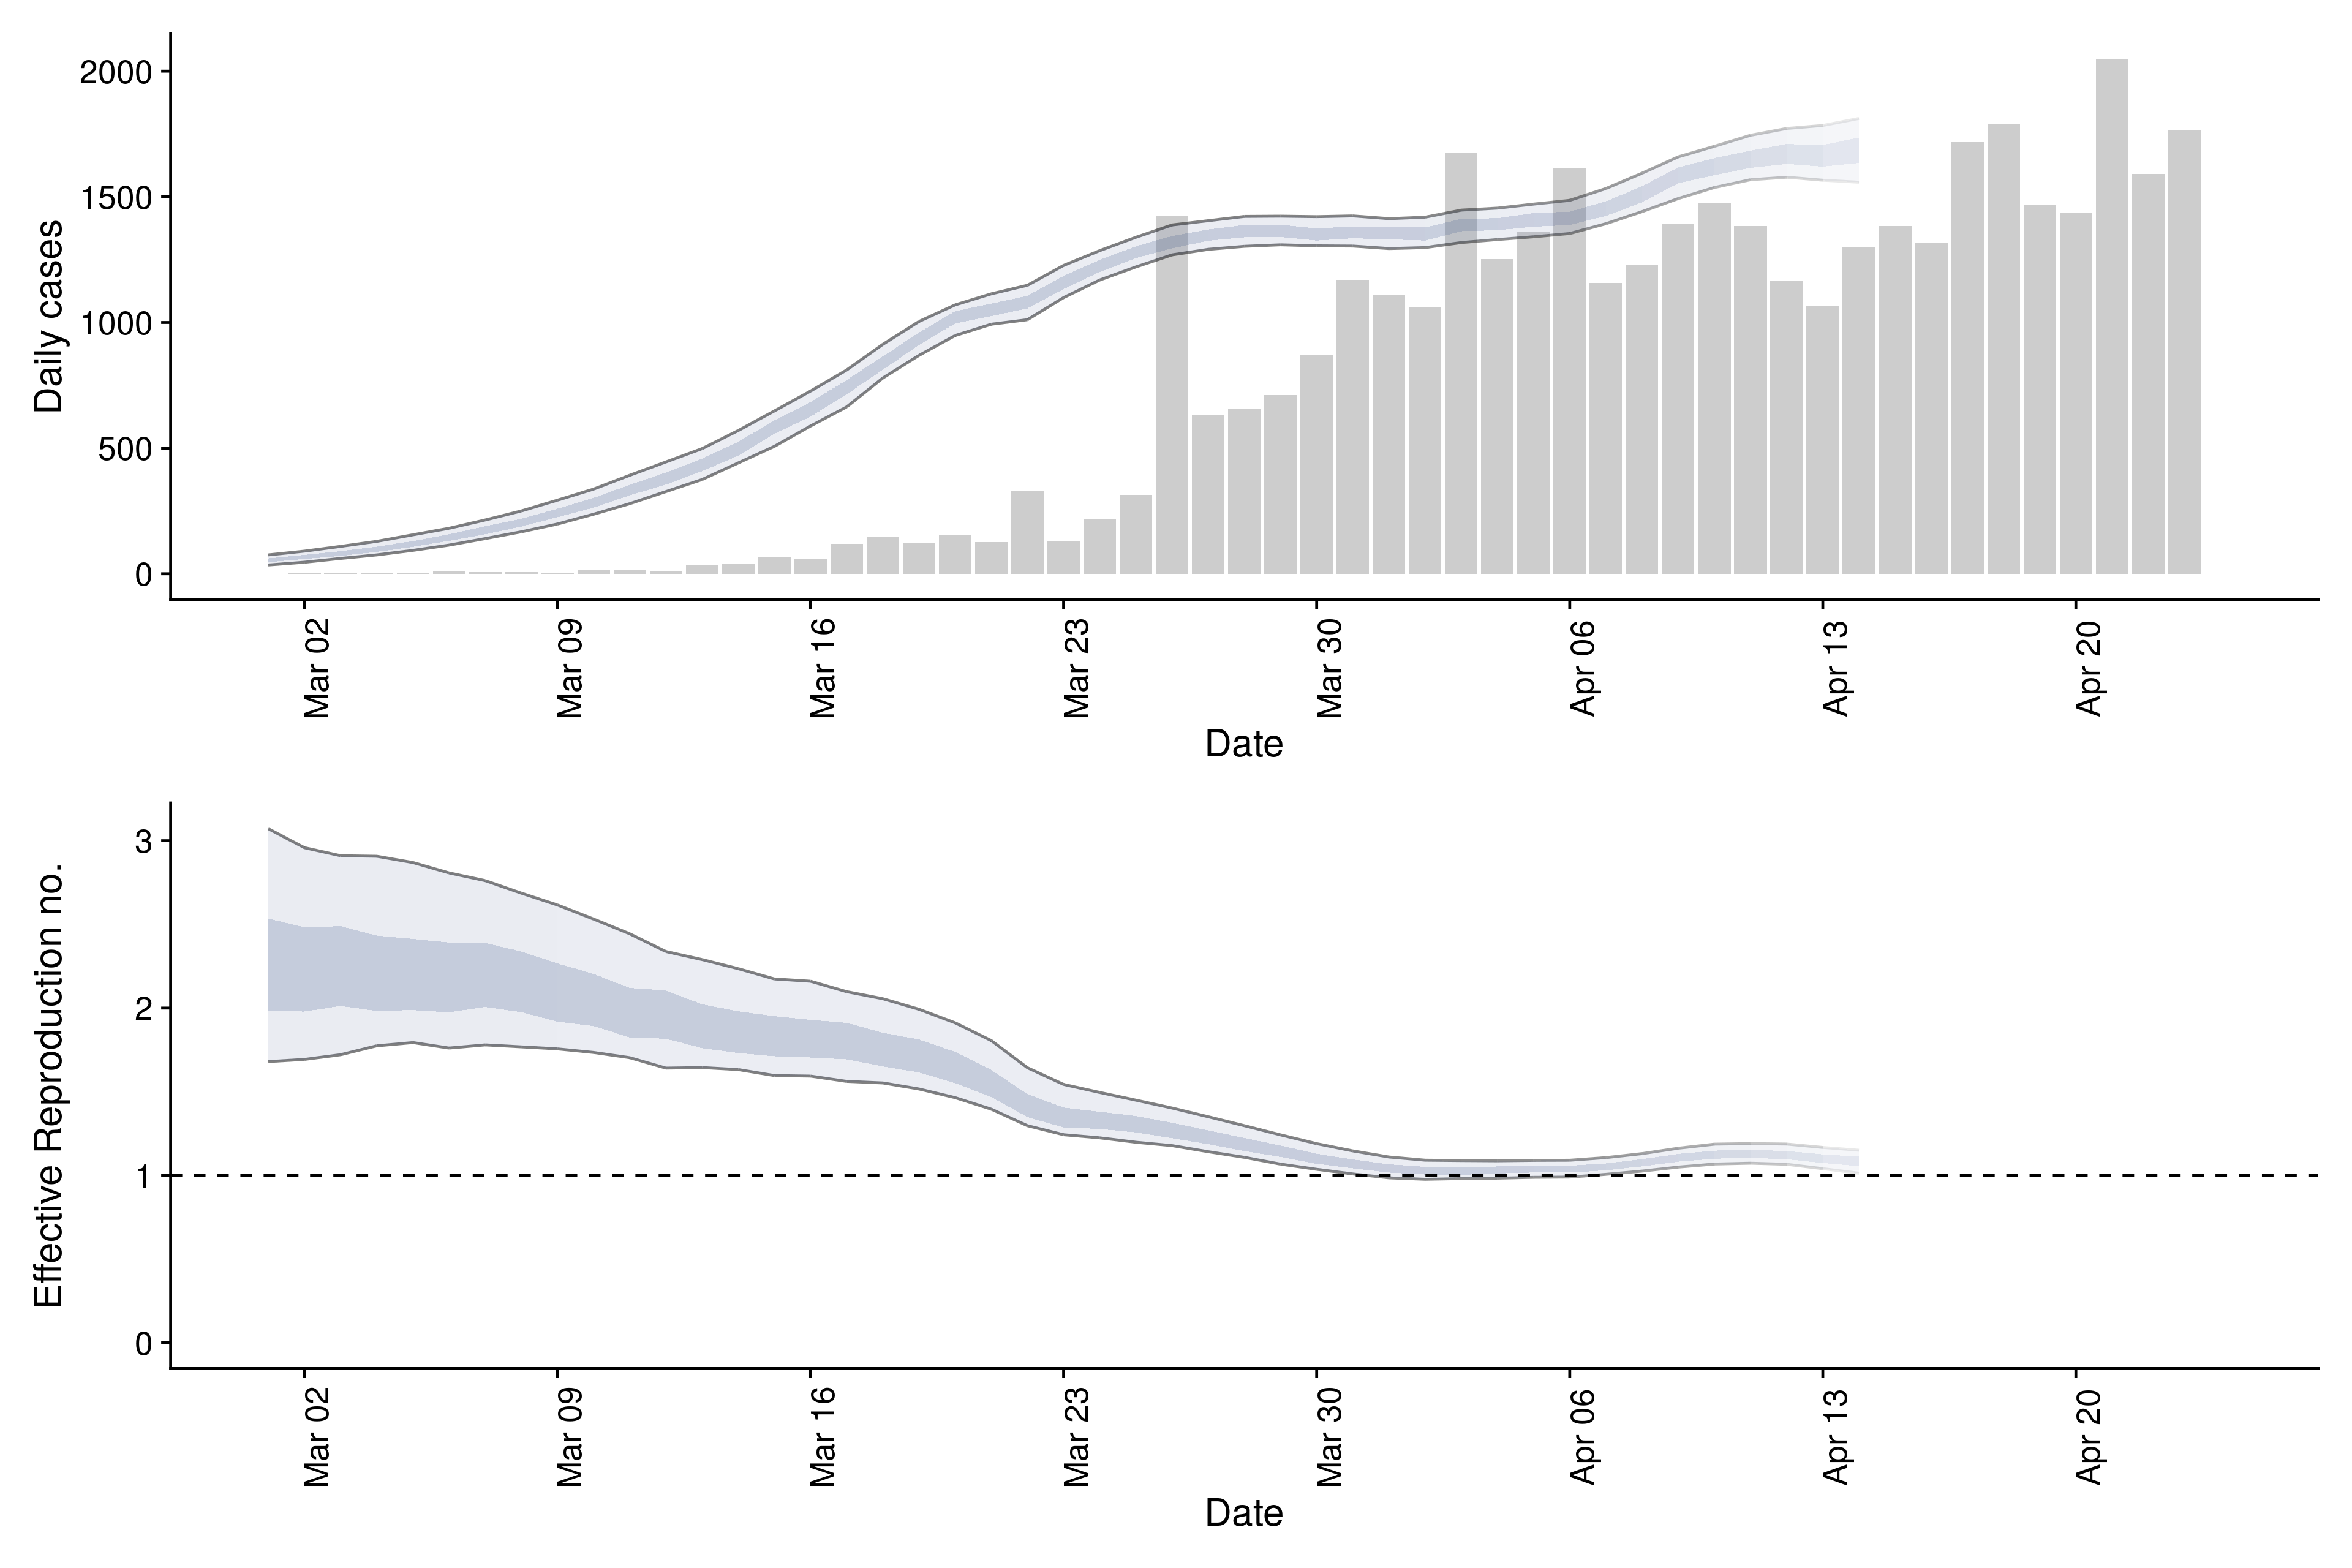 Daily cases
2000
1500
1000
500
0
Mar 02
Mar 09
Mar 16
Mar 23
Mar 30
Apr 06
Apr 13
Apr 20
Date
Effective Reproduction no.
3
2
1
0
Mar 02
Mar 09
Mar 16
Mar 23
Mar 30
Apr 06
Apr 13
Apr 20
Date